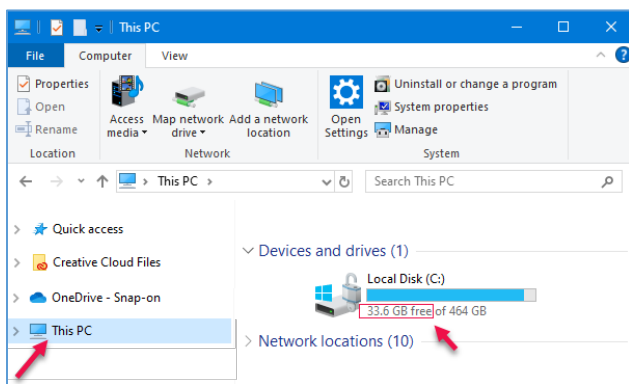 This PC
File Computer View
Properties
Open
Rename
Access media
Map network drive
Add a network location
Open Settings
Uninstall or change a program
System properties
Manage
Location Network System
This PC
Search This PC
Quick access
Creative Cloud Files
OneDrive - Snap-on
This PC
Devices and drives (1)
Local Disk (C:)
33.6 GB free of 464 GB
Network locations (10)